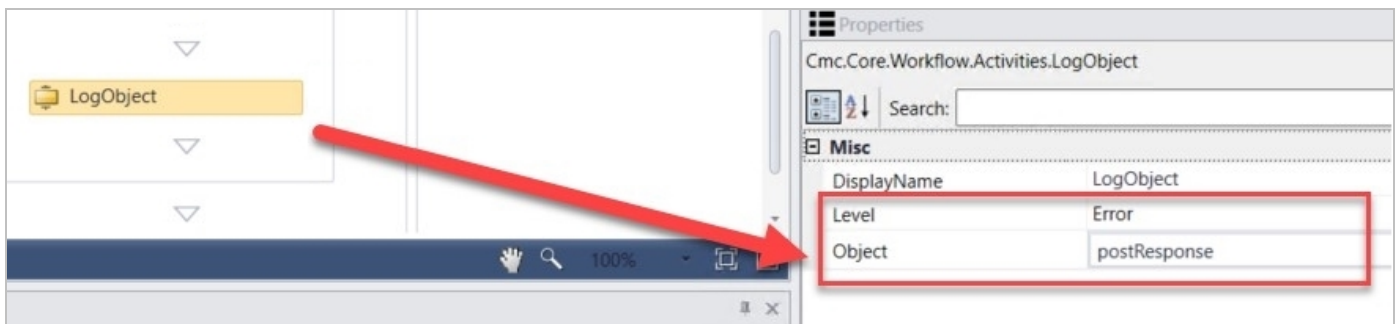 Properties
Cmc.Core.Workflow.Activities.LogObject
LogObject
Search:
Misc
DisplayName LogObject
Level Error
Object postResponse
100%